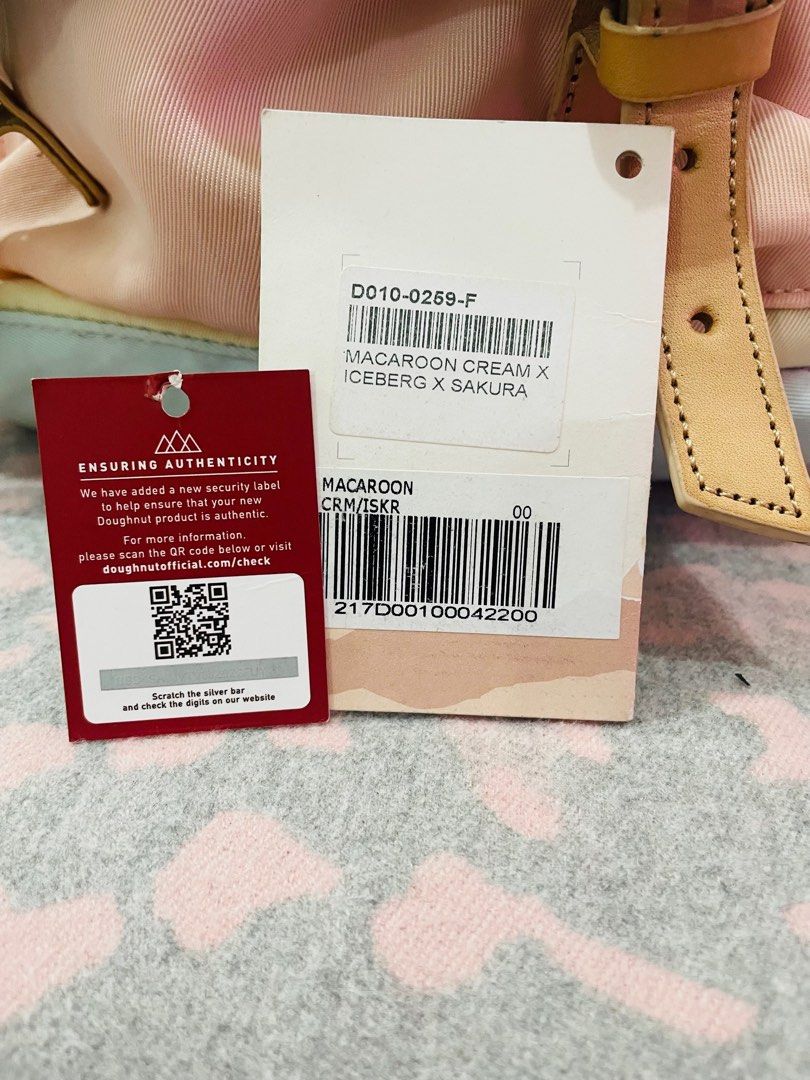 D010-0259-F
MACAROON CREAM X
ICEBERG X SAKURA
MACAROON
CRM/ISKR 00
217D00100042200
ENSURING AUTHENTICITY
We have added a new security label
to help ensure that your new
Doughnut product is authentic.
For more information.
please scan the QR code below or visit
doughnutofficial.com/check
Scratch the silver bar
and check the digits on our website